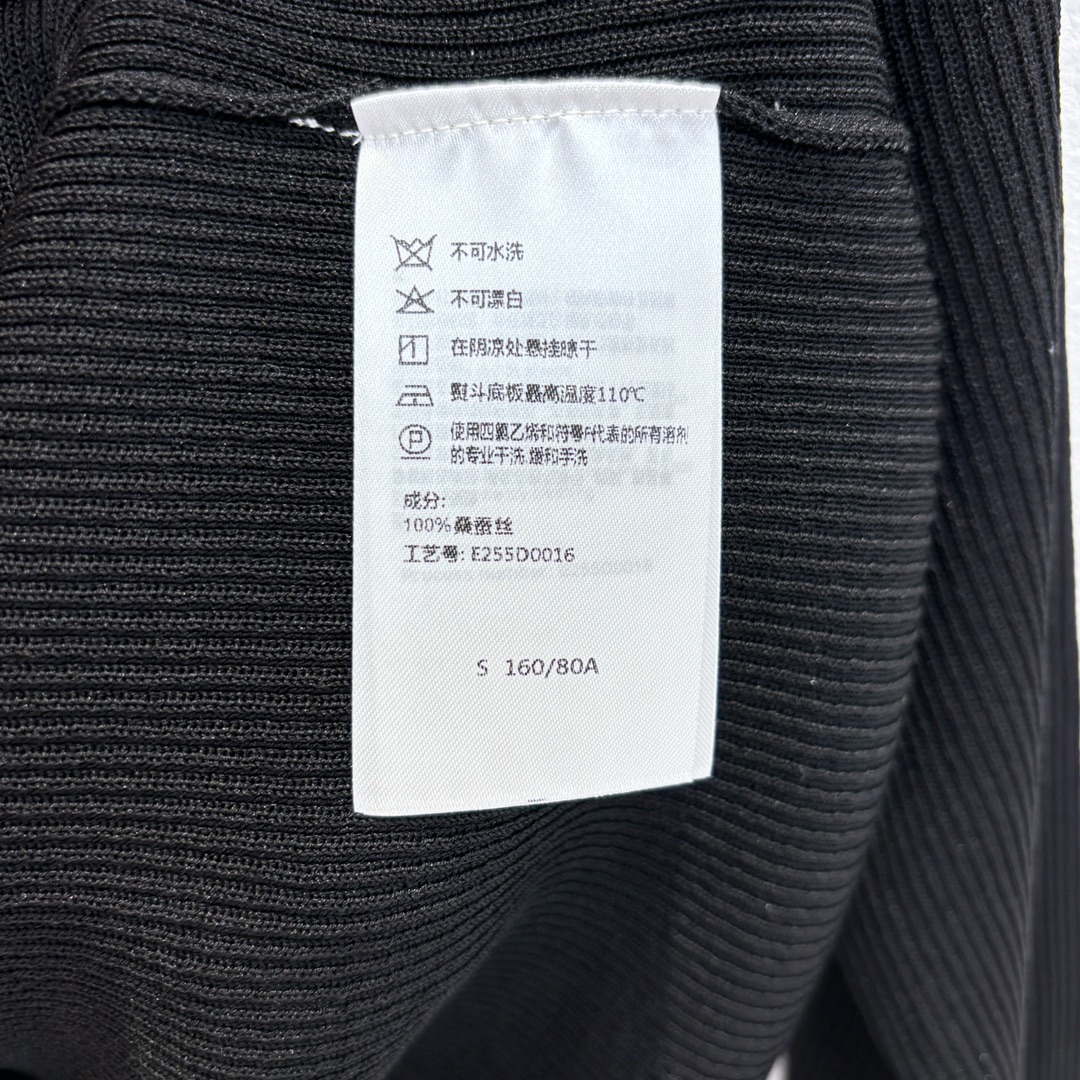 不可水洗
不可漂白
在阴凉处悬挂晾干
熨斗底板最高温度110℃
使用四氯乙烯和符号F代表的所有溶剂
的专业干洗 缓和手洗
成分:
100%桑蚕丝
工艺号: E255D0016
S 160/80A